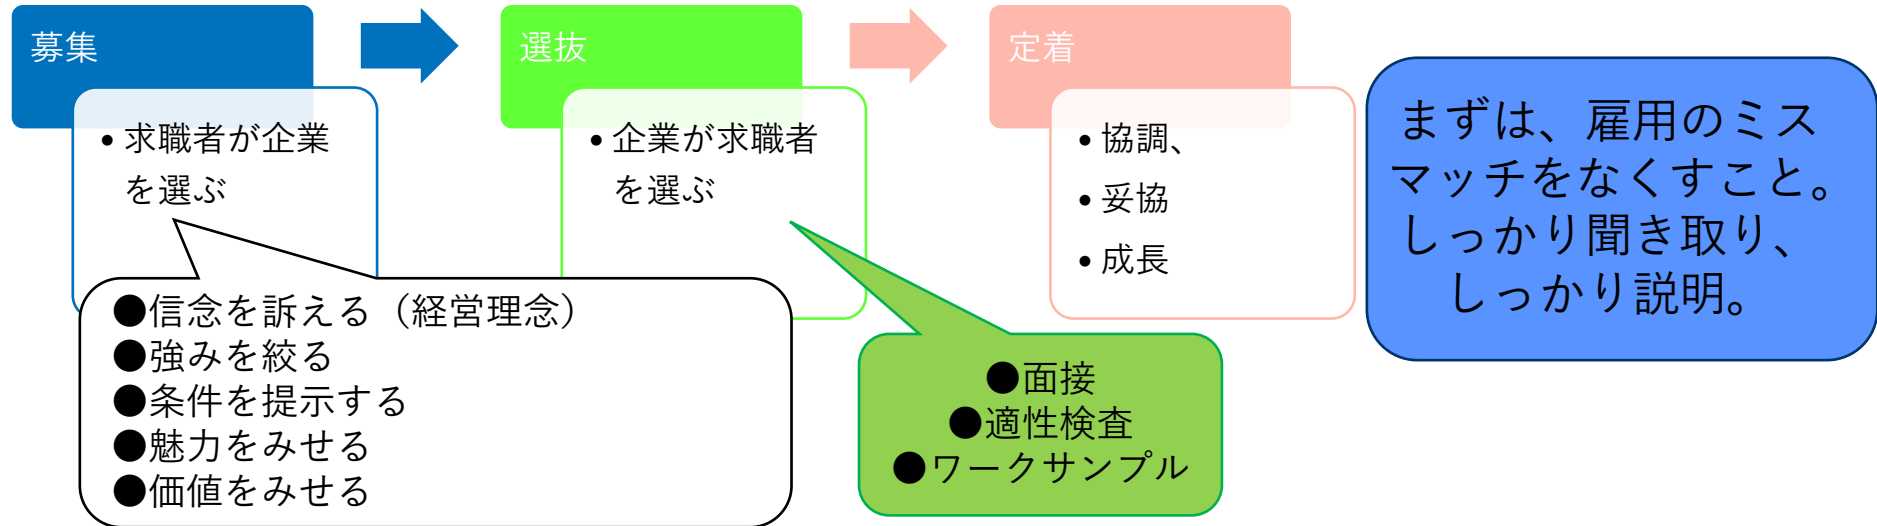 募集
• 求職者が企業
を選ぶ
●信念を訴える（経営理念）
●強みを絞る
●条件を提示する
●魅力をみせる
●価値をみせる
選抜
• 企業が求職者
を選ぶ
●面接
●適性検査
●ワークサンプル
定着
• 協調、
• 妥協
• 成長
まずは、雇用のミス
マッチをなくすこと。
しっかり聞き取り、
しっかり説明。